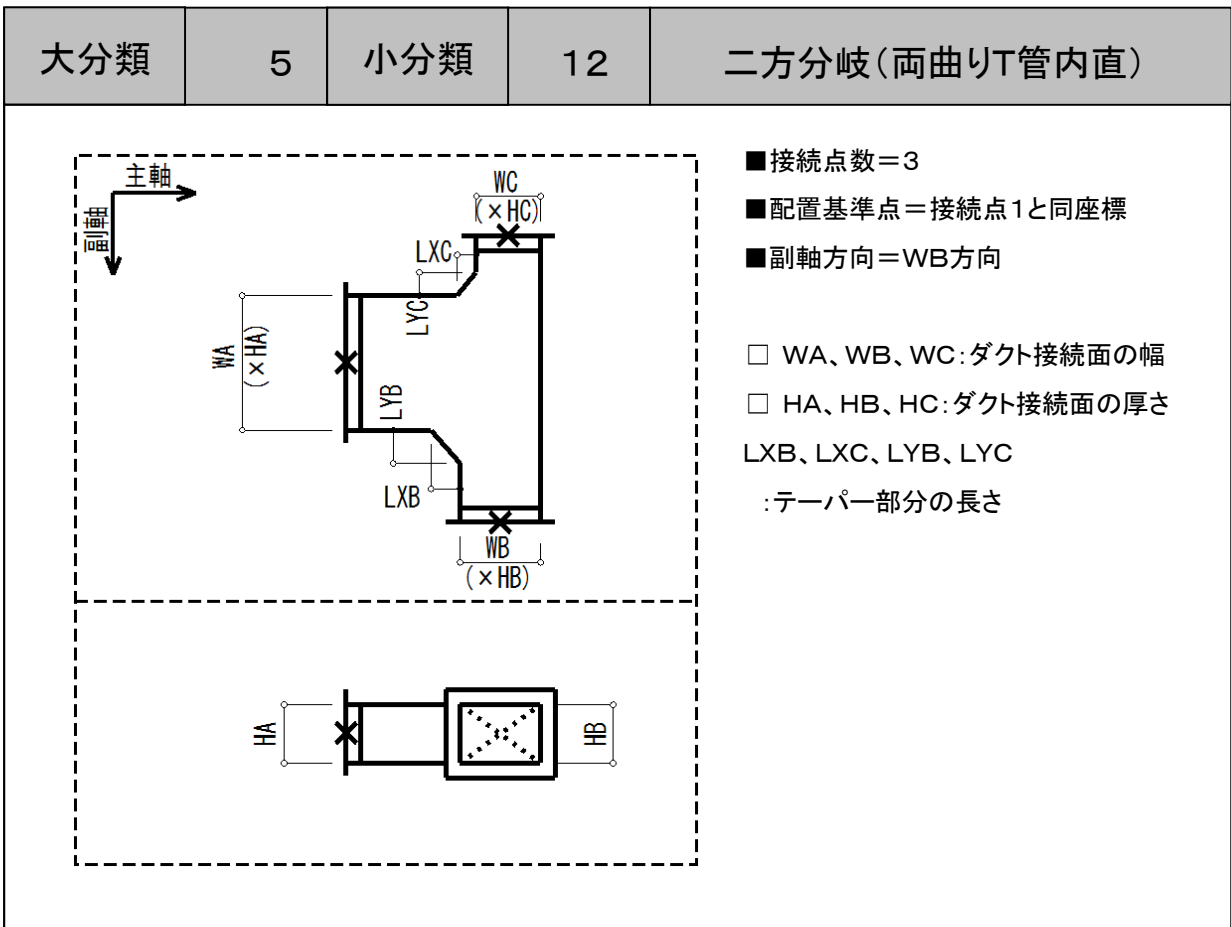 大分類 5 小分類 12 二方分岐（両曲りT管内直）
主軸
副軸
WC
(×HC)
LXC
LYC
WA
(×HA)
LYB
LXB
WB
(×HB)
HA
HB
■接続点数＝3
■配置基準点＝接続点1と同座標
■副軸方向＝WB方向
□ WA、WB、WC：ダクト接続面の幅
□ HA、HB、HC：ダクト接続面の厚さ
LXB、LXC、LYB、LYC
：テーパー部分の長さ